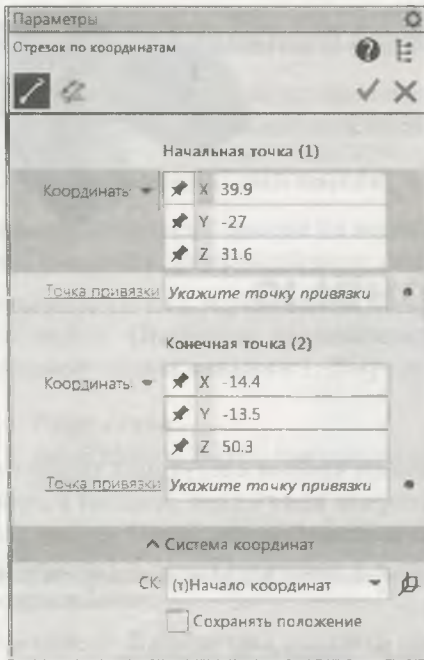 Параметры
Отрезок по координатам
Начальная точка (1)
Координаты:
X 39.9
Y -27
Z 31.6
Точка привязки Укажите точку привязки
Конечная точка (2)
Координаты:
X -14.4
Y -13.5
Z 50.3
Точка привязки Укажите точку привязки
Система координат
СК: (т)Начало координат
Сохранять положение